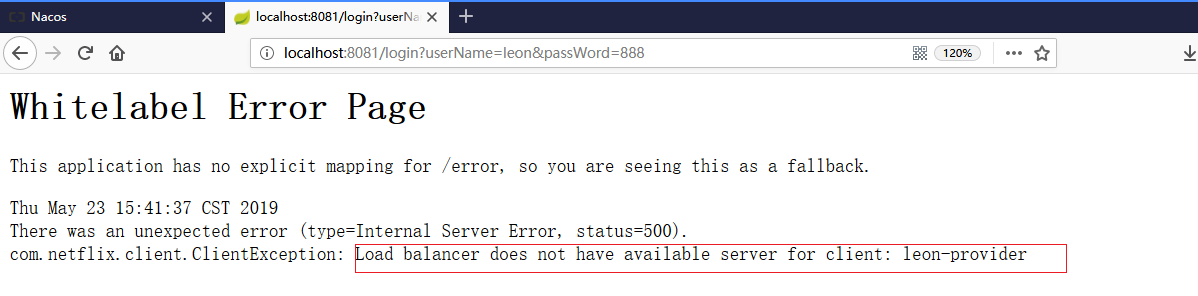 Nacos
localhost:8081/login?userNa
localhost:8081/login?userName=leon&passWord=888
120%
Whitelabel Error Page
This application has no explicit mapping for /error, so you are seeing this as a fallback.
Thu May 23 15:41:37 CST 2019
There was an unexpected error (type=Internal Server Error, status=500).
com.netflix.client.ClientException: Load balancer does not have available server for client: leon-provider